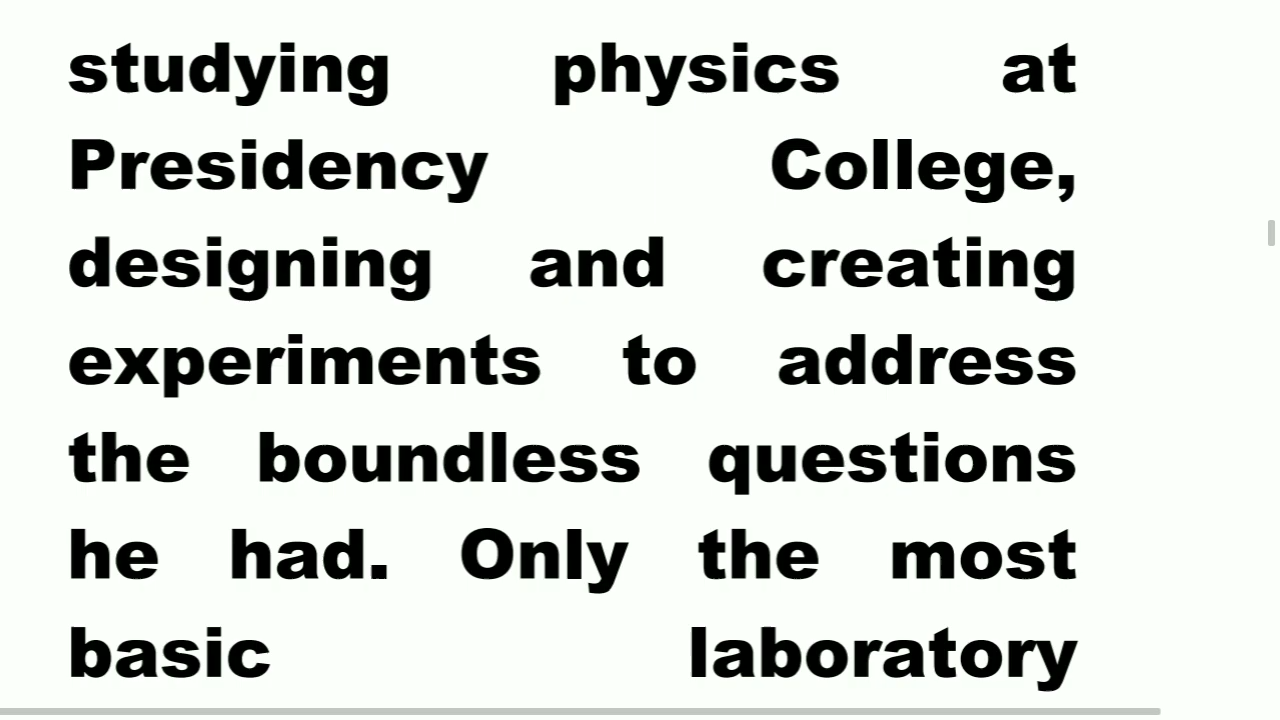 studying physics at
Presidency College,
designing and creating
experiments to address
the boundless questions
he had. Only the most
basic laboratory